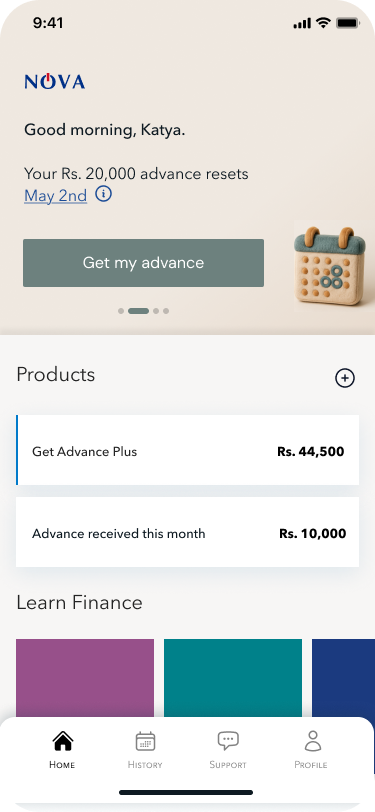 9:41
NOVA
Good morning, Katya.
Your Rs. 20,000 advance resets
May 2nd
Get my advance
Products
Get Advance Plus Rs. 44,500
Advance received this month Rs. 10,000
Learn Finance
Home History Support Profile